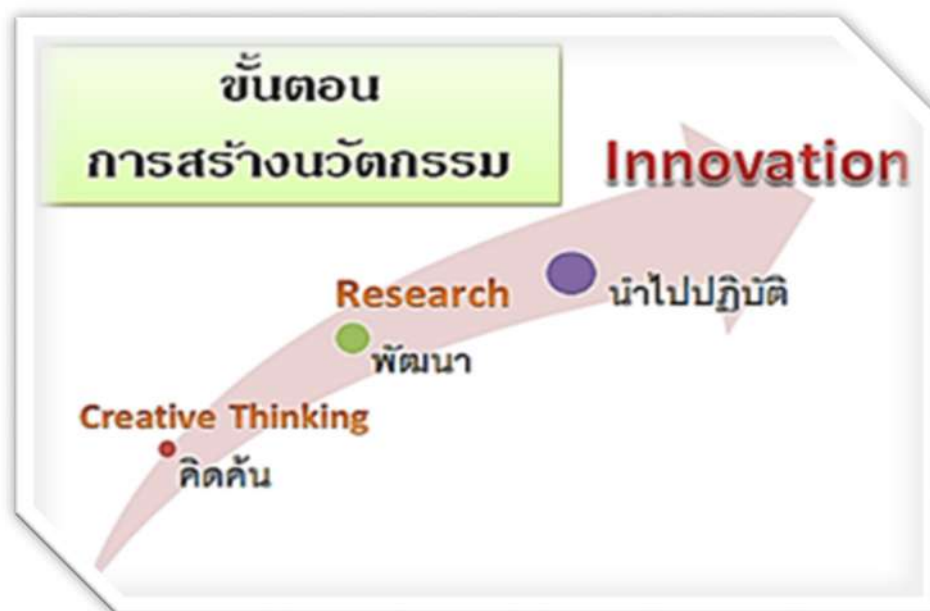 ขั้นตอน
การสร้างนวัตกรรม
Innovation
Research
นำไปปฏิบัติ
พัฒนา
Creative Thinking
คิดค้น